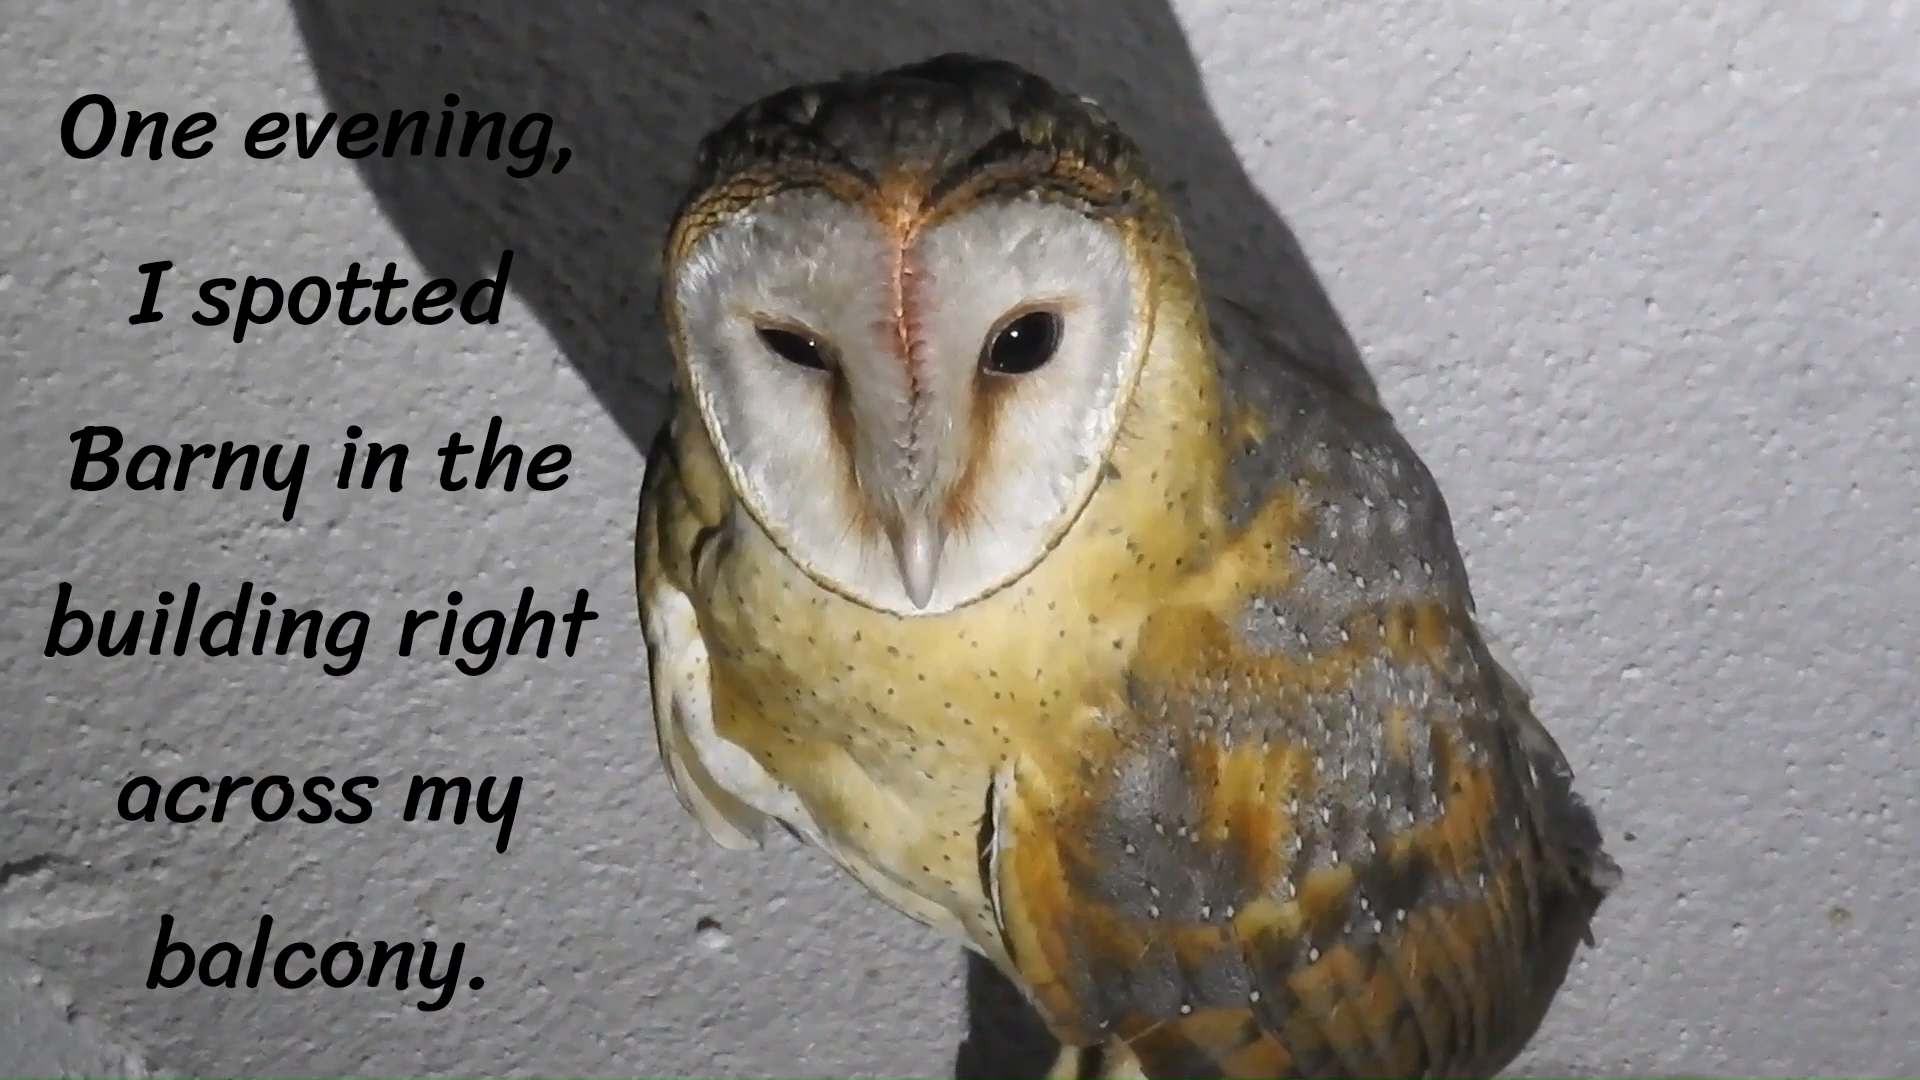 One evening,
I spotted
Barny in the
building right
across my
balcony.